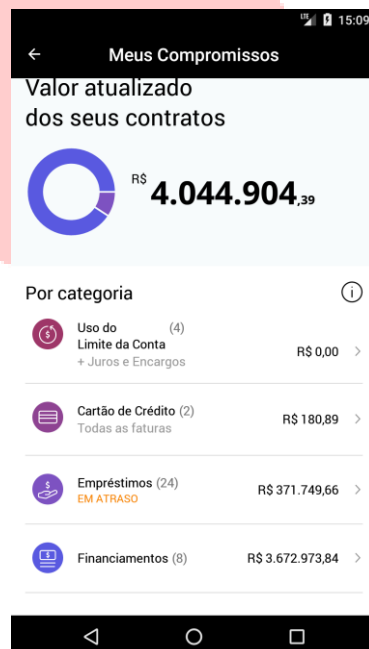 LTE 15:09
Meus Compromissos
Valor atualizado
dos seus contratos
R$ 4.044.904,39
Por categoria
Uso do (4)
Limite da Conta
+ Juros e Encargos
R$ 0,00
Cartão de Crédito (2)
Todas as faturas
R$ 180,89
Empréstimos (24)
EM ATRASO
R$ 371.749,66
Financiamentos (8)
R$ 3.672.973,84